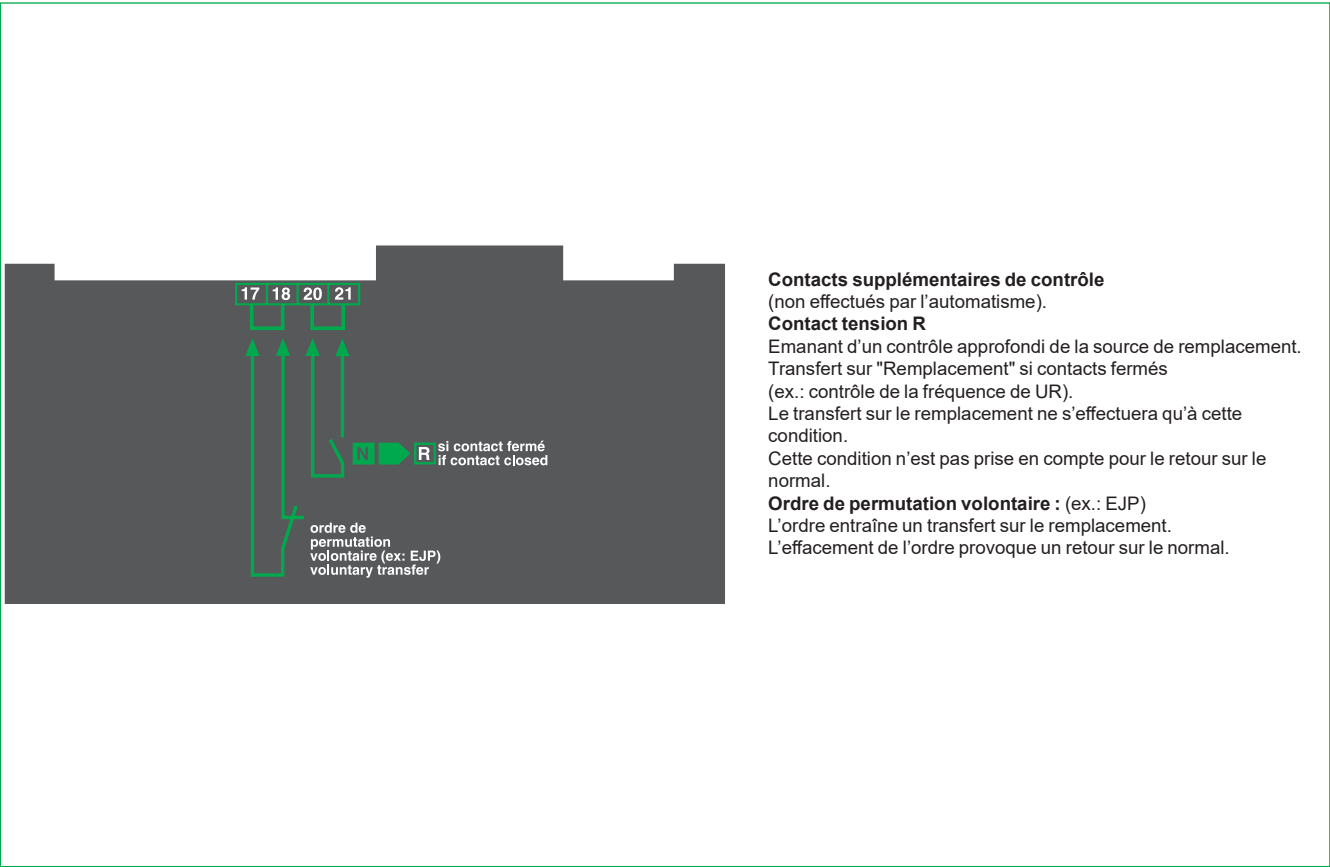 17 18 20 21
N R si contact fermé
if contact closed
ordre de
permutation
volontaire (ex: EJP)
voluntary transfer
Contacts supplémentaires de contrôle
(non effectués par l’automatisme).
Contact tension R
Emanant d’un contrôle approfondi de la source de remplacement.
Transfert sur "Remplacement" si contacts fermés
(ex.: contrôle de la fréquence de UR).
Le transfert sur le remplacement ne s’effectuera qu’à cette
condition.
Cette condition n’est pas prise en compte pour le retour sur le
normal.
Ordre de permutation volontaire : (ex.: EJP)
L’ordre entraîne un transfert sur le remplacement.
L’effacement de l’ordre provoque un retour sur le normal.